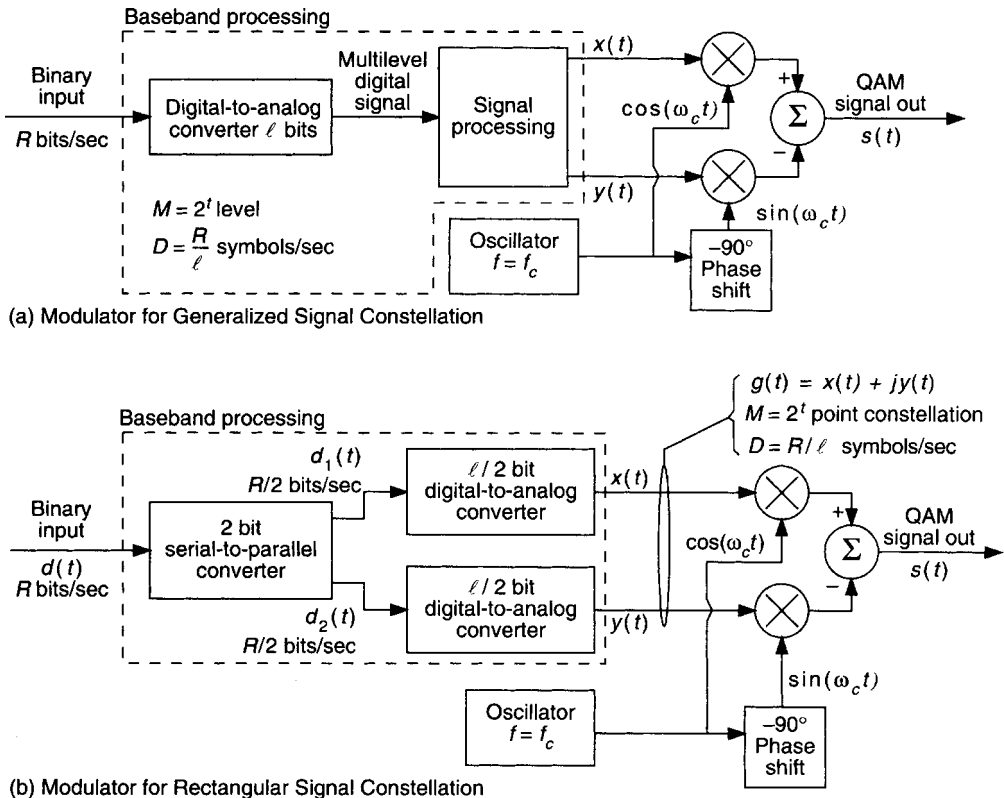 Baseband processing
Binary
input
R bits/sec
Digital-to-analog
converter ℓ bits
Multilevel
digital
signal
Signal
processing
x(t)
y(t)
cos(ω_c t)
sin(ω_c t)
+
Σ
−
QAM
signal out
s(t)
M = 2^t level
D = R/ℓ symbols/sec
Oscillator
f = f_c
−90°
Phase
shift
(a) Modulator for Generalized Signal Constellation
g(t) = x(t) + jy(t)
M = 2^t point constellation
D = R/ℓ symbols/sec
Baseband processing
Binary
input
d(t)
R bits/sec
2 bit
serial-to-parallel
converter
d₁(t)
R/2 bits/sec
d₂(t)
R/2 bits/sec
ℓ/2 bit
digital-to-analog
converter
ℓ/2 bit
digital-to-analog
converter
x(t)
y(t)
cos(ω_c t)
sin(ω_c t)
+
Σ
−
QAM
signal out
s(t)
Oscillator
f = f_c
−90°
Phase
shift
(b) Modulator for Rectangular Signal Constellation